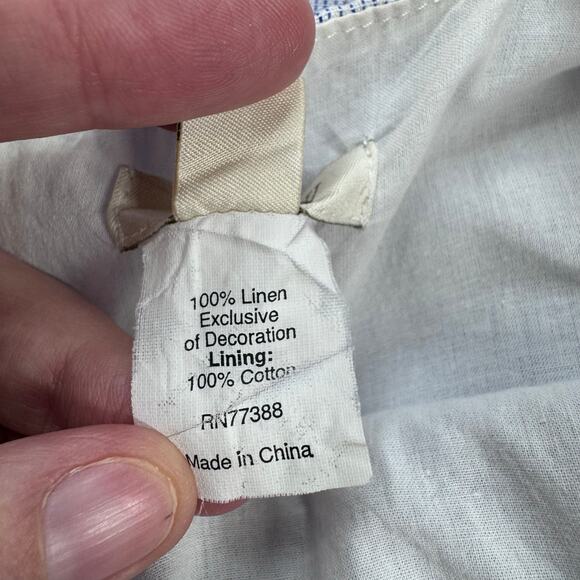 100% Linen
Exclusive
of Decoration
Lining:
100% Cotton
RN77388
Made in China